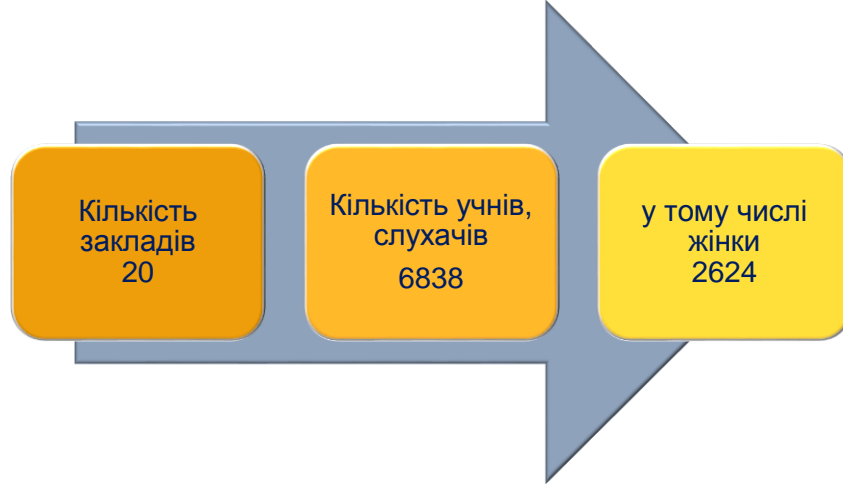 Кількість
закладів
20
Кількість учнів,
слухачів
6838
у тому числі
жінки
2624